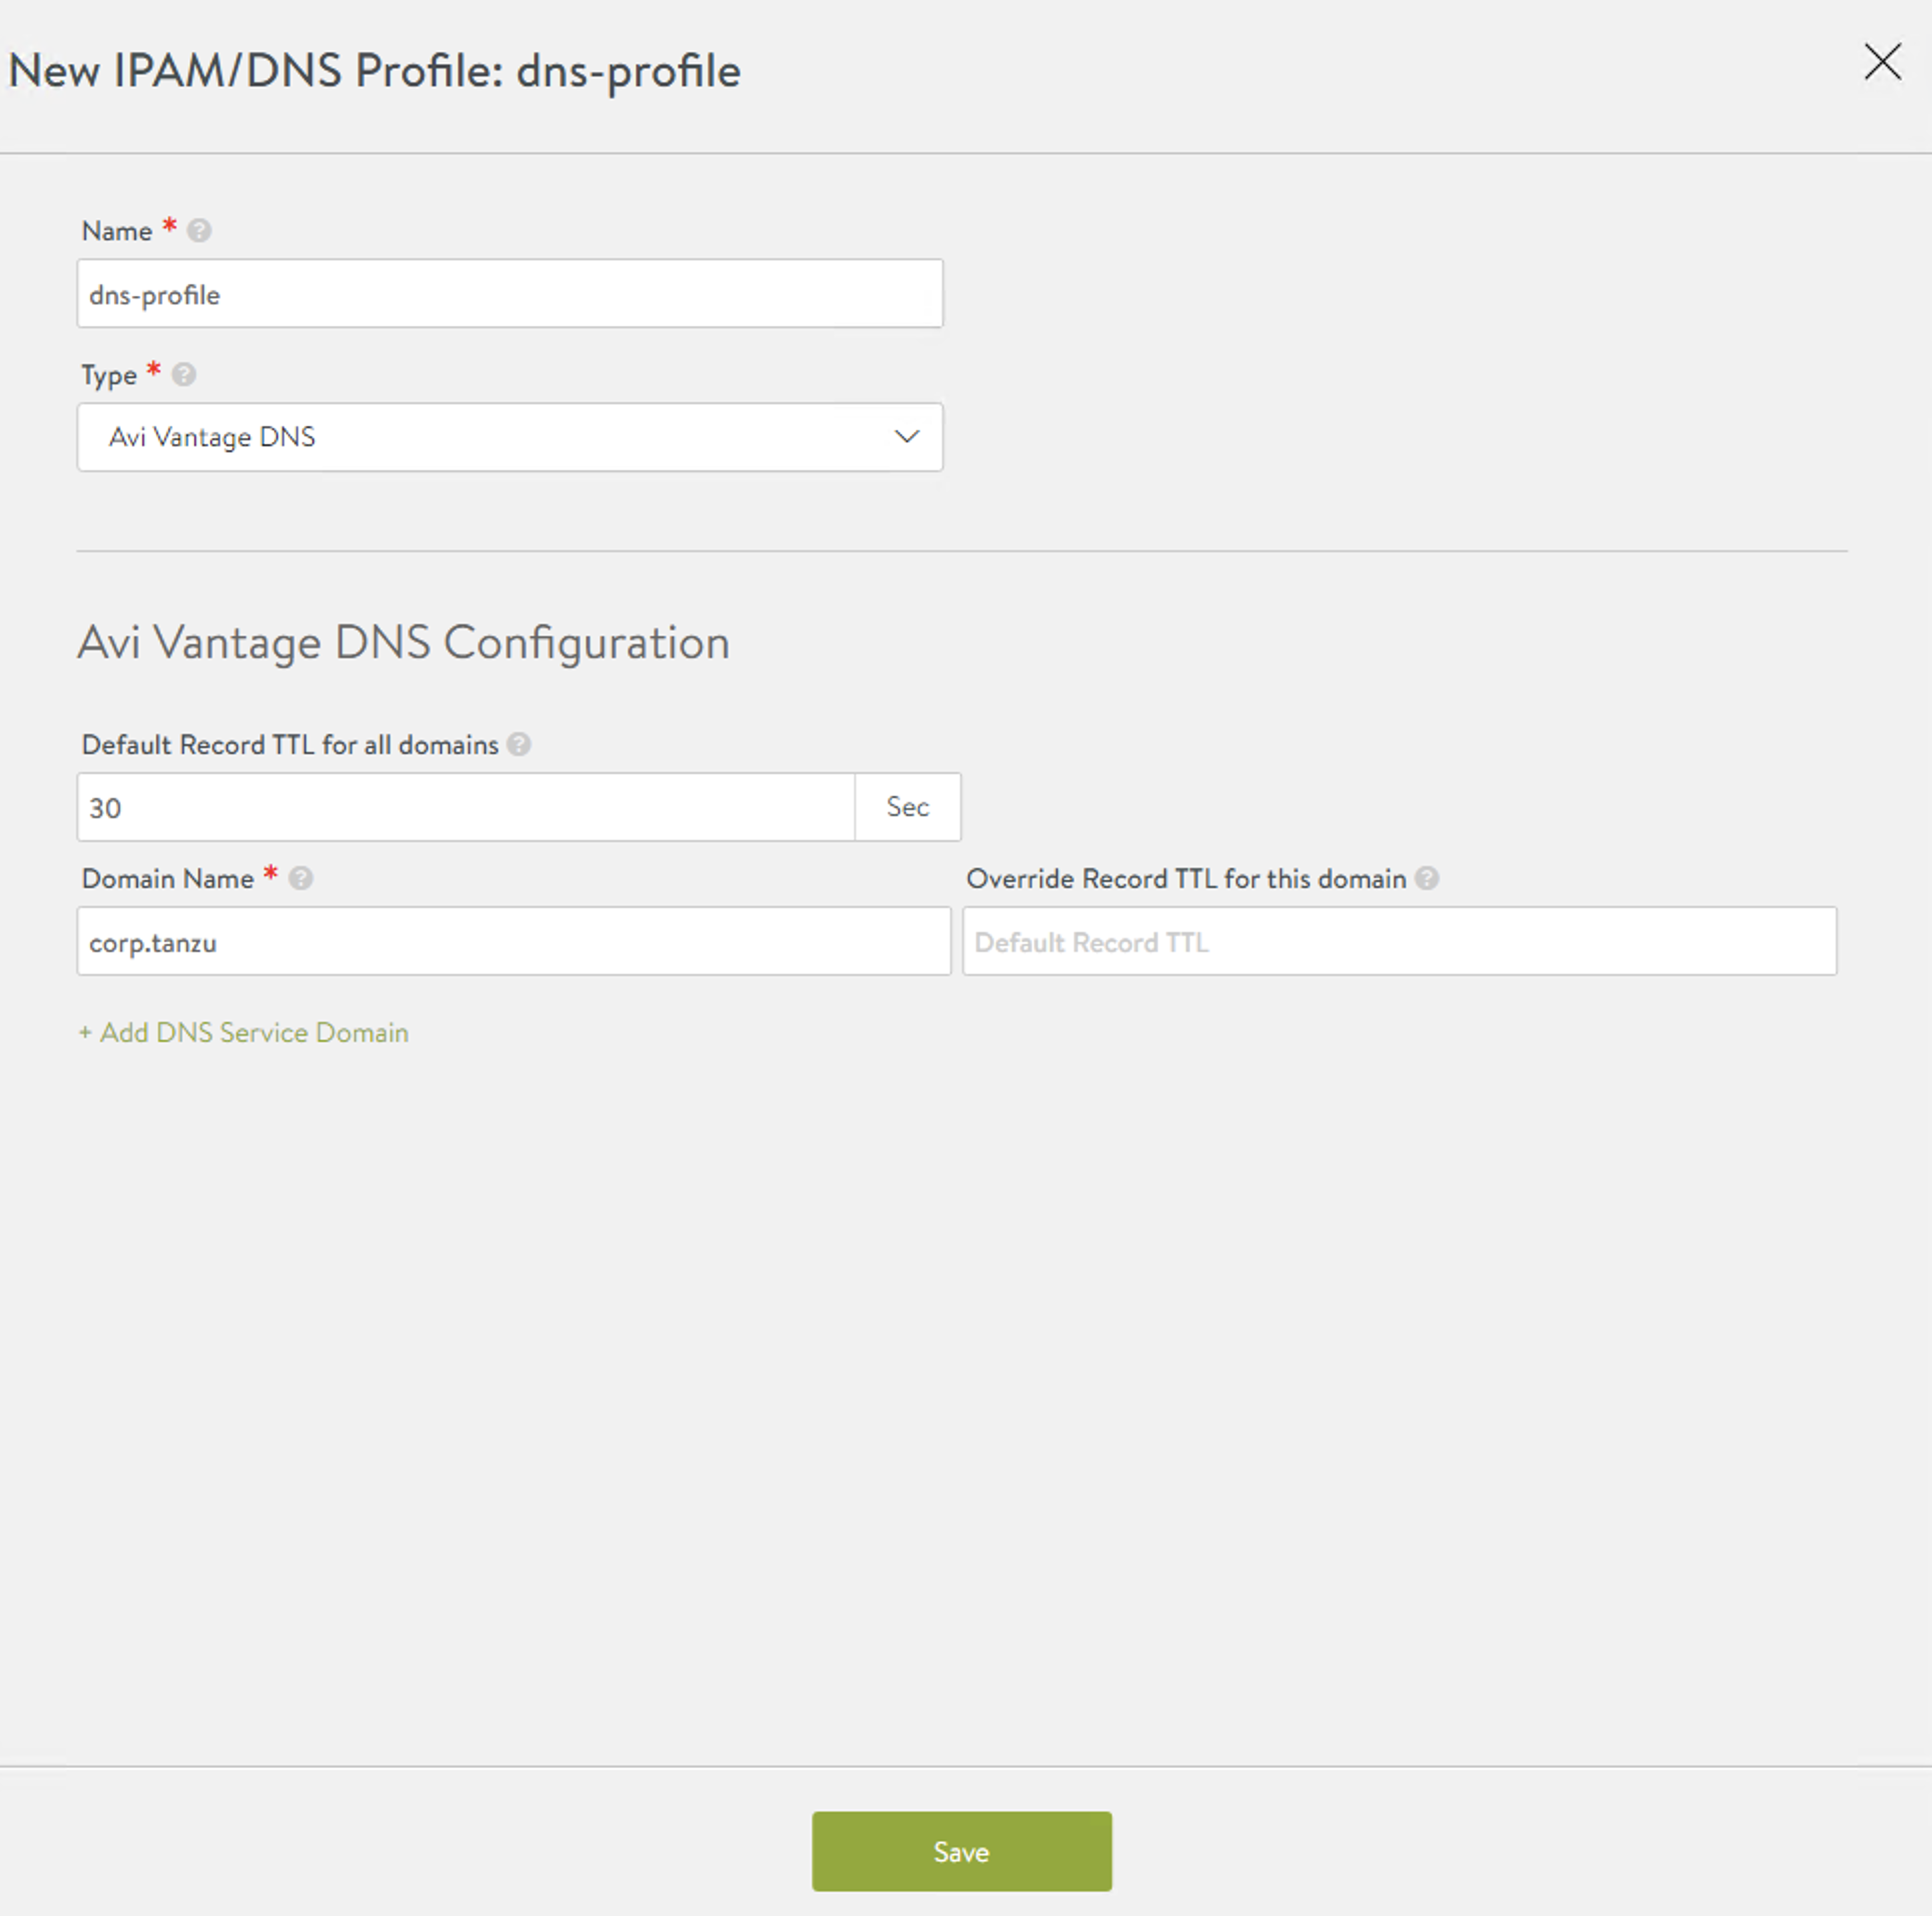 New IPAM/DNS Profile: dns-profile
Name *
dns-profile
Type *
Avi Vantage DNS
Avi Vantage DNS Configuration
Default Record TTL for all domains
30 Sec
Domain Name * Override Record TTL for this domain
corp.tanzu Default Record TTL
+ Add DNS Service Domain
Save